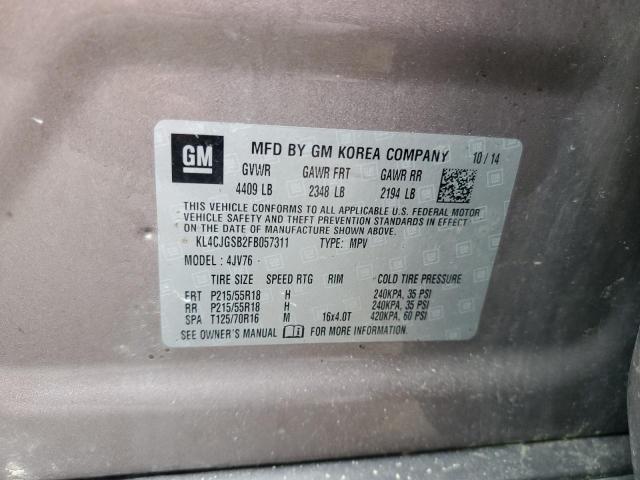 GM
MFD BY GM KOREA COMPANY 10 / 14
GVWR GAWR FRT GAWR RR
4409 LB 2348 LB 2194 LB
THIS VEHICLE CONFORMS TO ALL APPLICABLE U.S. FEDERAL MOTOR
VEHICLE SAFETY AND THEFT PREVENTION STANDARDS IN EFFECT
ON THE DATE OF MANUFACTURE SHOWN ABOVE.
KL4CJGSB2FB057311 TYPE: MPV
MODEL : 4JV76
TIRE SIZE SPEED RTG RIM COLD TIRE PRESSURE
FRT P215/55R18 H 240KPA, 35 PSI
RR P215/55R18 H 240KPA, 35 PSI
SPA T125/70R16 M 16x4.0T 420KPA, 60 PSI
SEE OWNER'S MANUAL FOR MORE INFORMATION.